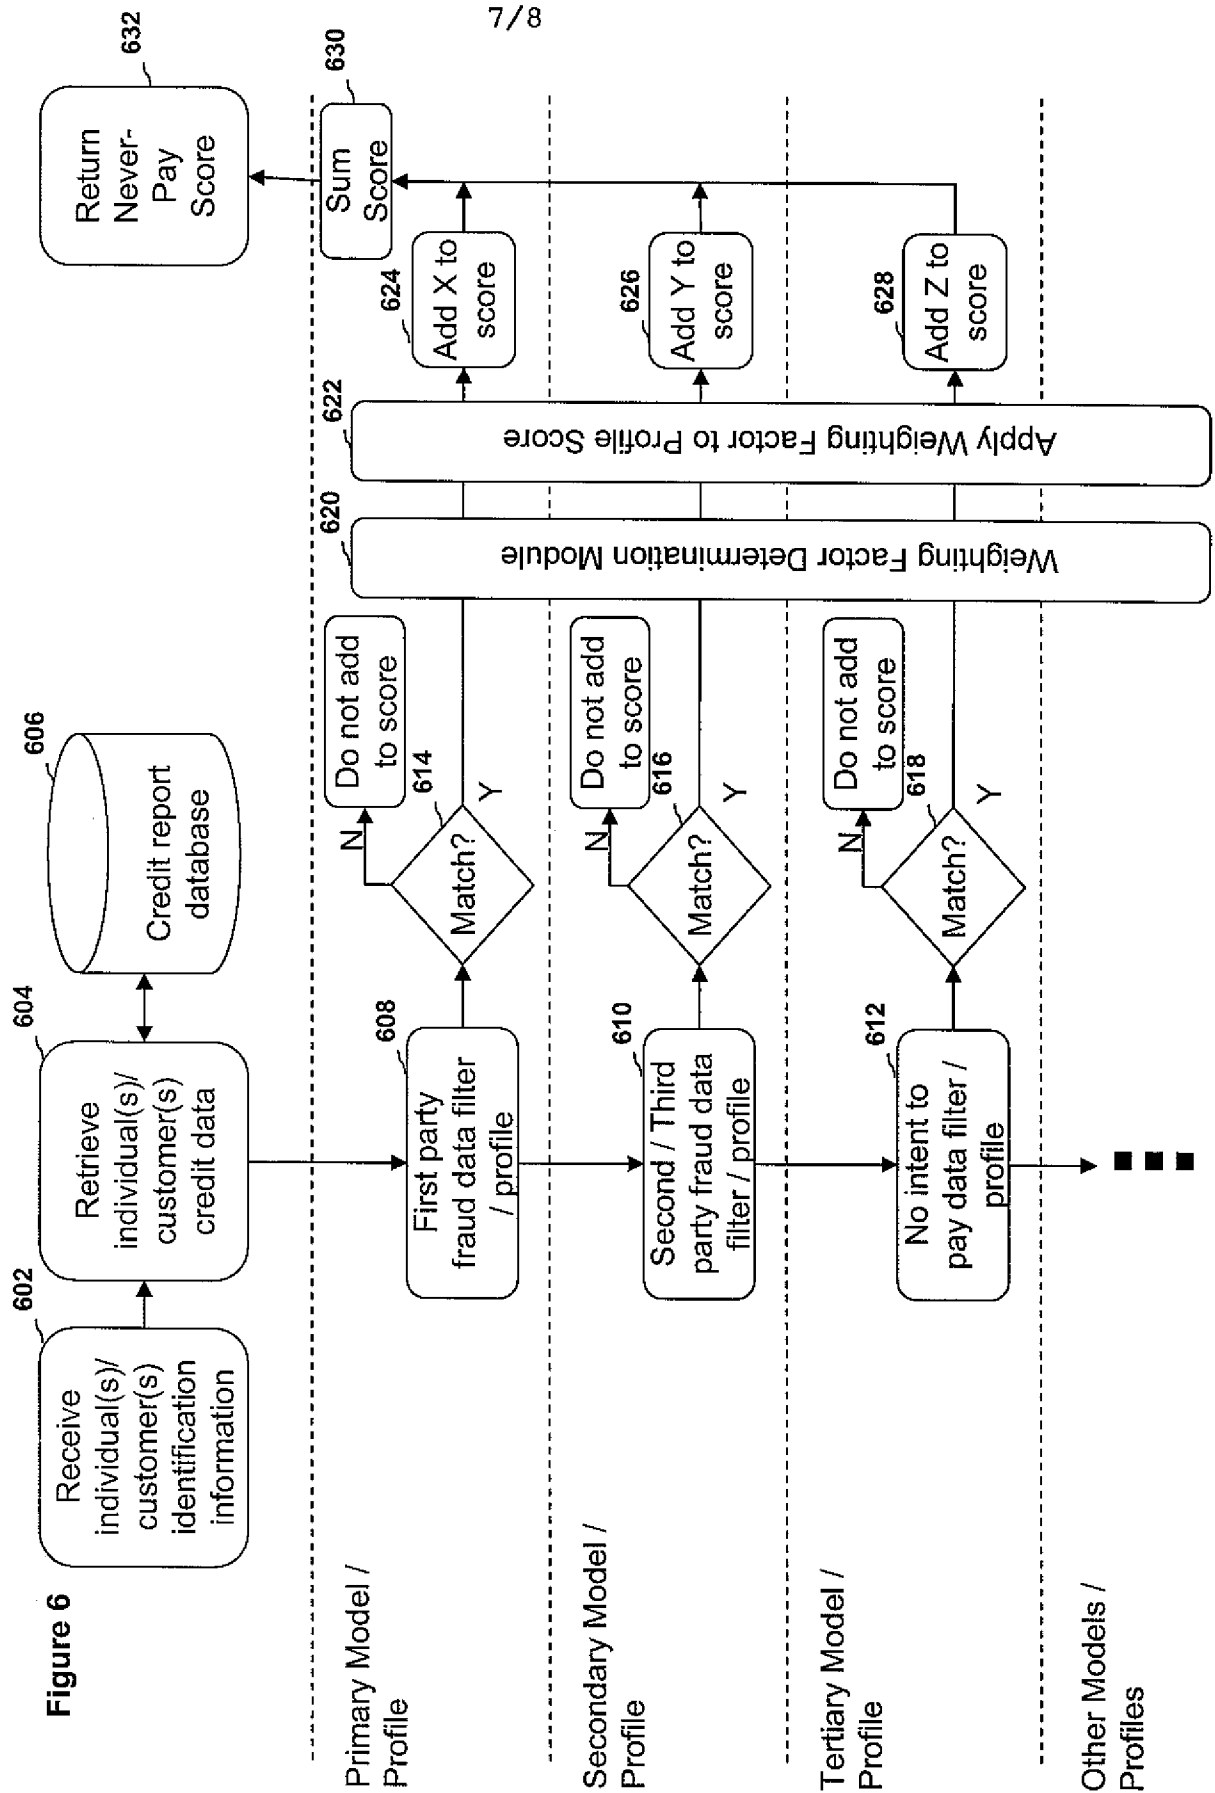 7/8
Figure 6
602
Receive
individual(s)/
customer(s)
identification
information
604
Retrieve
individual(s)/
customer(s)
credit data
606
Credit report
database
632
Return
Never-
Pay
Score
Primary Model /
Profile
608
First party
fraud data filter
/ profile
Match?
614
N
Y
Do not add
to score
620
Weighting Factor Determination Module
622
Apply Weighting Factor to Profile Score
624
Add X to
score
630
Sum
Score
Secondary Model /
Profile
610
Second / Third
party fraud data
filter / profile
Match?
616
N
Y
Do not add
to score
626
Add Y to
score
Tertiary Model /
Profile
612
No intent to
pay data filter /
profile
Match?
618
N
Y
Do not add
to score
628
Add Z to
score
Other Models /
Profiles